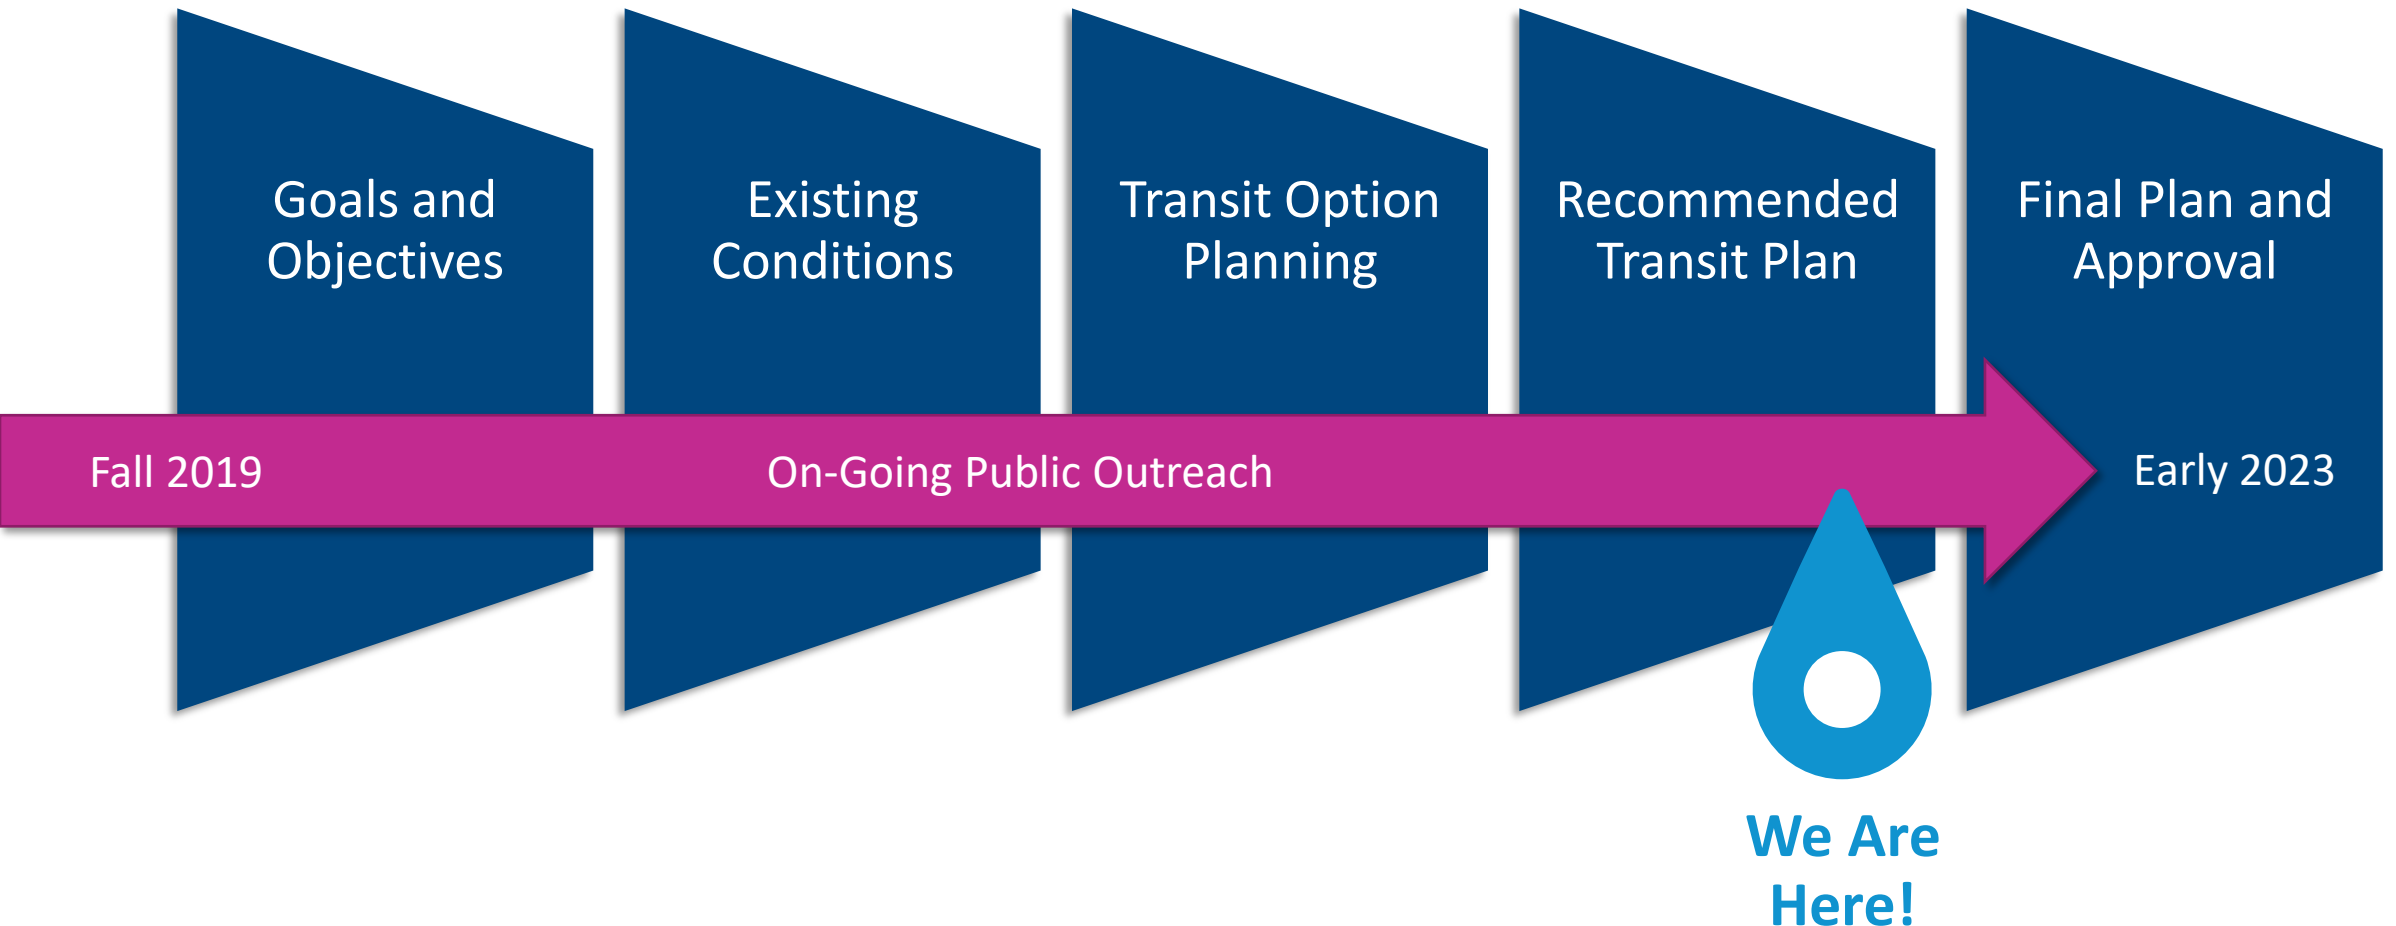 Goals and
Objectives
Existing
Conditions
Transit Option
Planning
Recommended
Transit Plan
Final Plan and
Approval
Fall 2019
On-Going Public Outreach
Early 2023
We Are
Here!